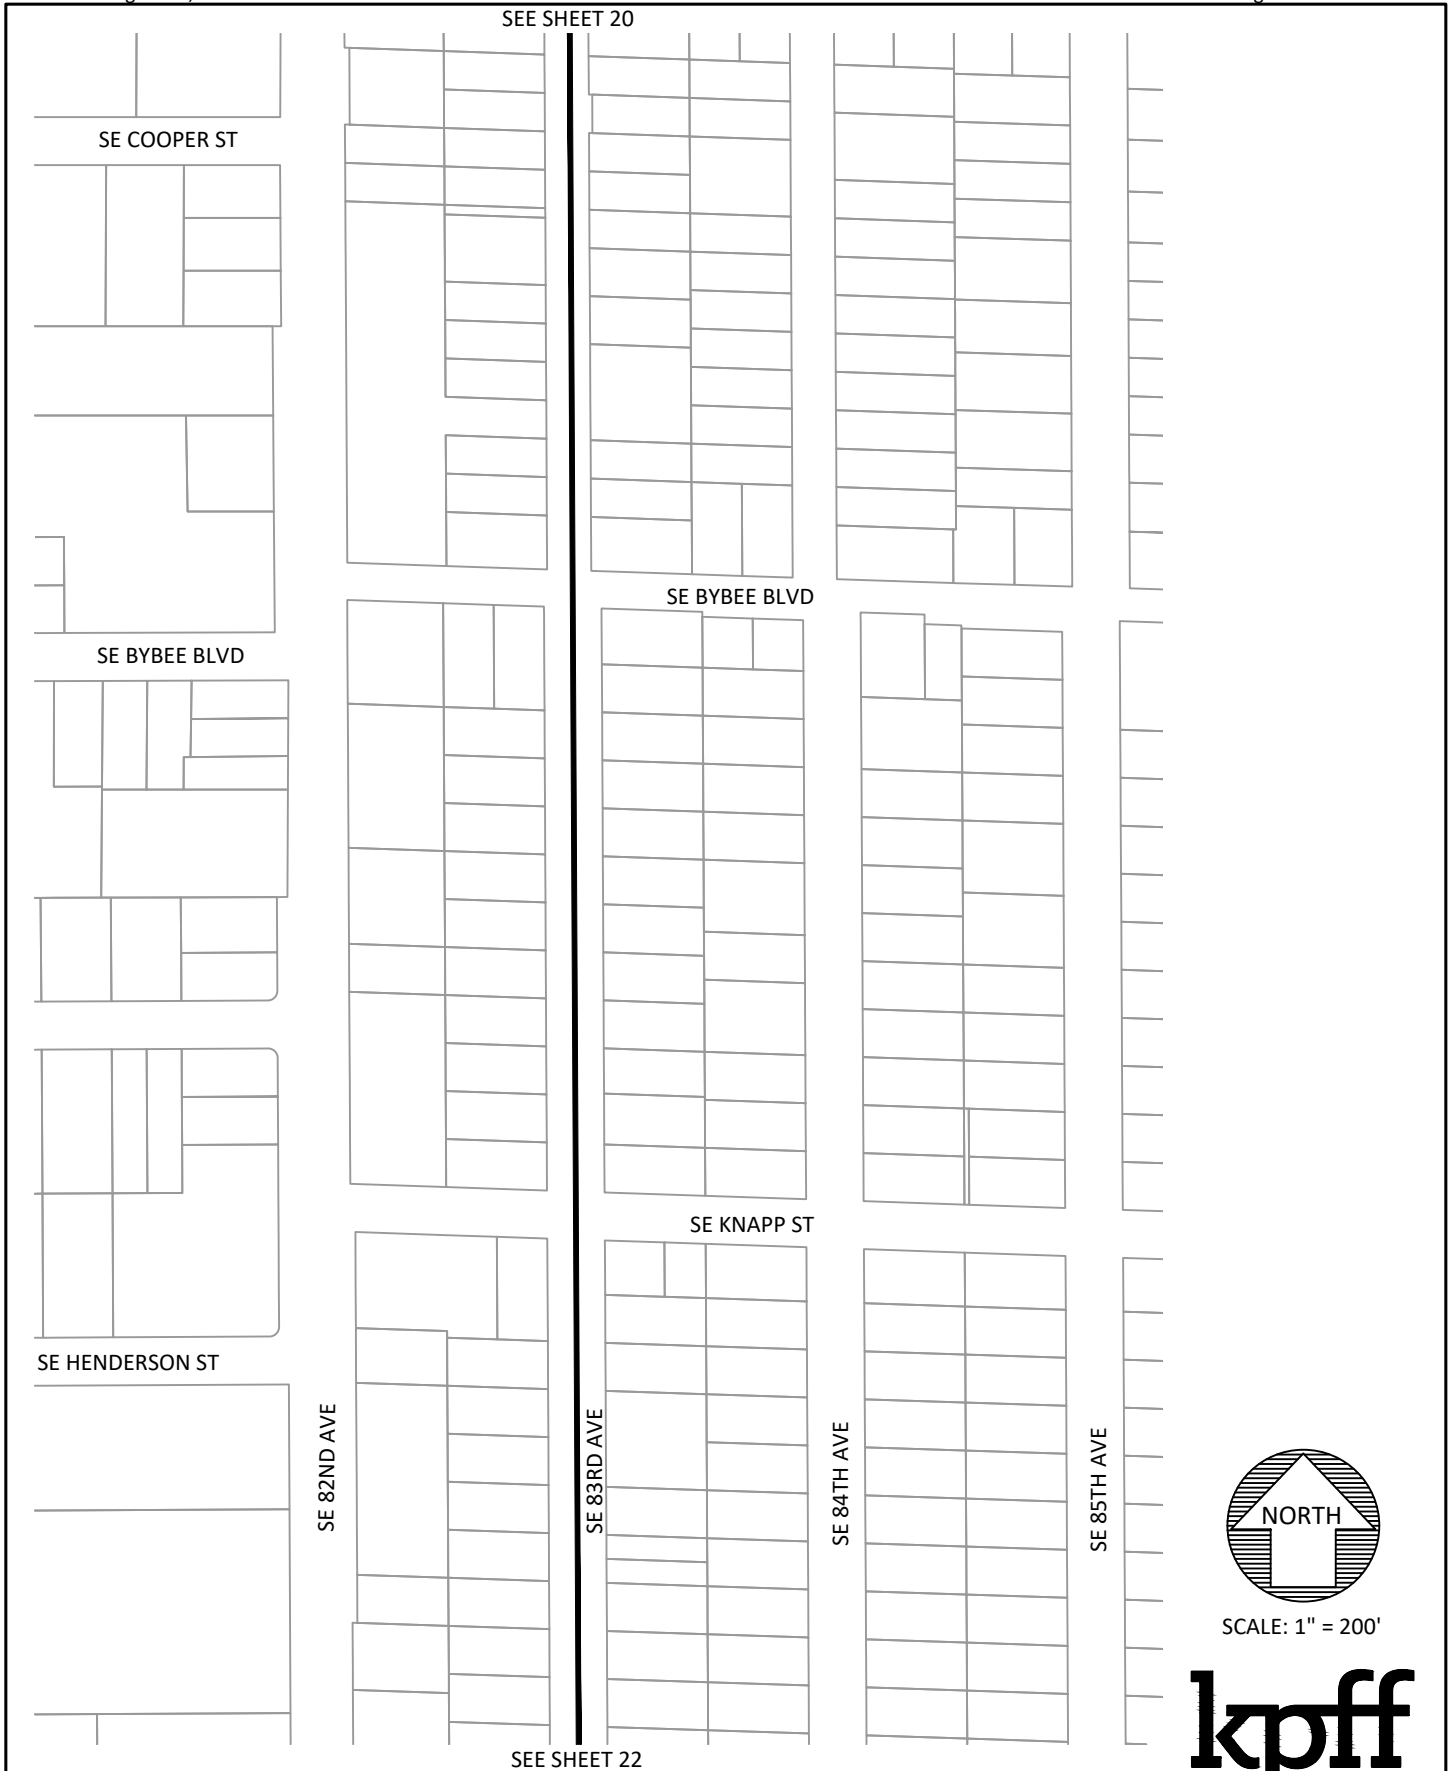 SEE SHEET 20
SE COOPER ST
SE BYBEE BLVD
SE BYBEE BLVD
SE KNAPP ST
SE HENDERSON ST
SE 82ND AVE
SE 83RD AVE
SE 84TH AVE
SE 85TH AVE
NORTH
SCALE: 1" = 200'
kpff
SEE SHEET 22